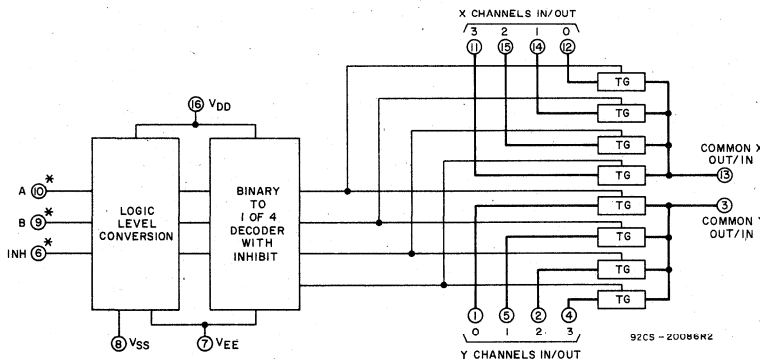 X CHANNELS IN/OUT
3 2 1 0
11 15 14 12
TG
16 VDD
TG
TG
COMMON X
OUT/IN
TG
13
A 10 *
LOGIC
LEVEL
CONVERSION
BINARY
TO
1 OF 4
DECODER
WITH
INHIBIT
TG
3
COMMON Y
OUT/IN
B 9 *
TG
INH 6 *
TG
TG
8 VSS
7 VEE
1 5 2 4
0 1 2 3
Y CHANNELS IN/OUT
92CS-20086R2